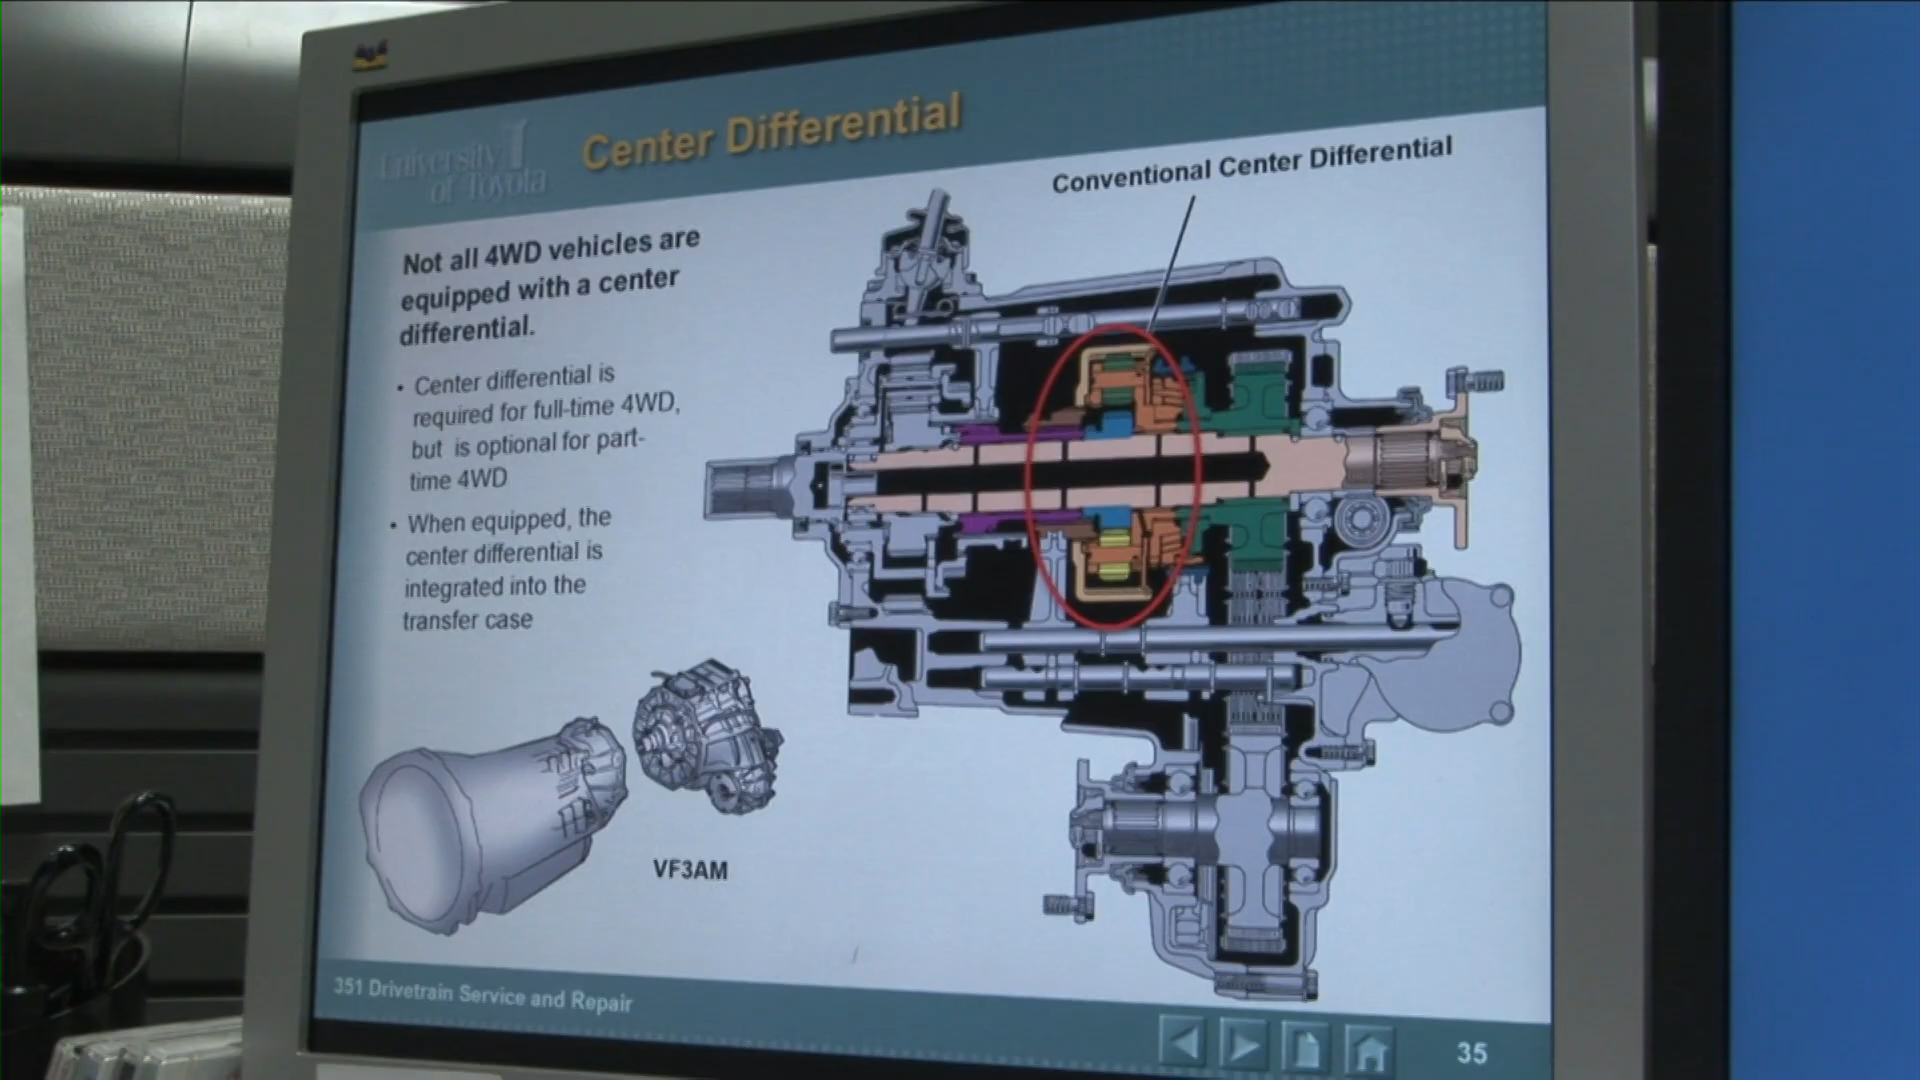 University
of Toyota
Center Differential
Conventional Center Differential
Not all 4WD vehicles are
equipped with a center
differential.
• Center differential is
required for full-time 4WD,
but is optional for part-
time 4WD
• When equipped, the
center differential is
integrated into the
transfer case
VF3AM
351 Drivetrain Service and Repair
35